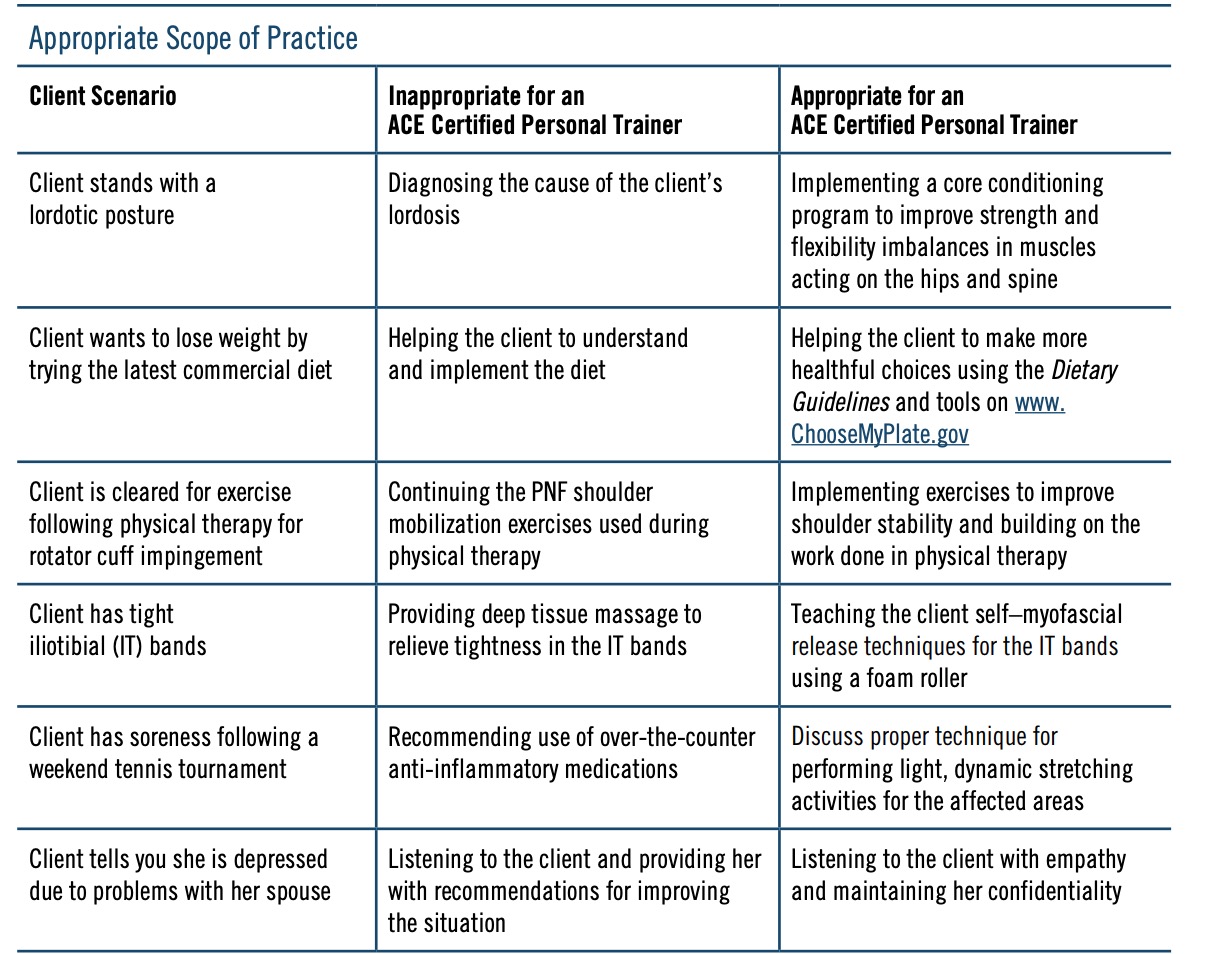 Appropriate Scope of Practice
Client Scenario
Inappropriate for an
ACE Certified Personal Trainer
Appropriate for an
ACE Certified Personal Trainer
Client stands with a
lordotic posture
Diagnosing the cause of the client’s
lordosis
Implementing a core conditioning
program to improve strength and
flexibility imbalances in muscles
acting on the hips and spine
Client wants to lose weight by
trying the latest commercial diet
Helping the client to understand
and implement the diet
Helping the client to make more
healthful choices using the Dietary
Guidelines and tools on www.
ChooseMyPlate.gov
Client is cleared for exercise
following physical therapy for
rotator cuff impingement
Continuing the PNF shoulder
mobilization exercises used during
physical therapy
Implementing exercises to improve
shoulder stability and building on the
work done in physical therapy
Client has tight
iliotibial (IT) bands
Providing deep tissue massage to
relieve tightness in the IT bands
Teaching the client self–myofascial
release techniques for the IT bands
using a foam roller
Client has soreness following a
weekend tennis tournament
Recommending use of over-the-counter
anti-inflammatory medications
Discuss proper technique for
performing light, dynamic stretching
activities for the affected areas
Client tells you she is depressed
due to problems with her spouse
Listening to the client and providing her
with recommendations for improving
the situation
Listening to the client with empathy
and maintaining her confidentiality